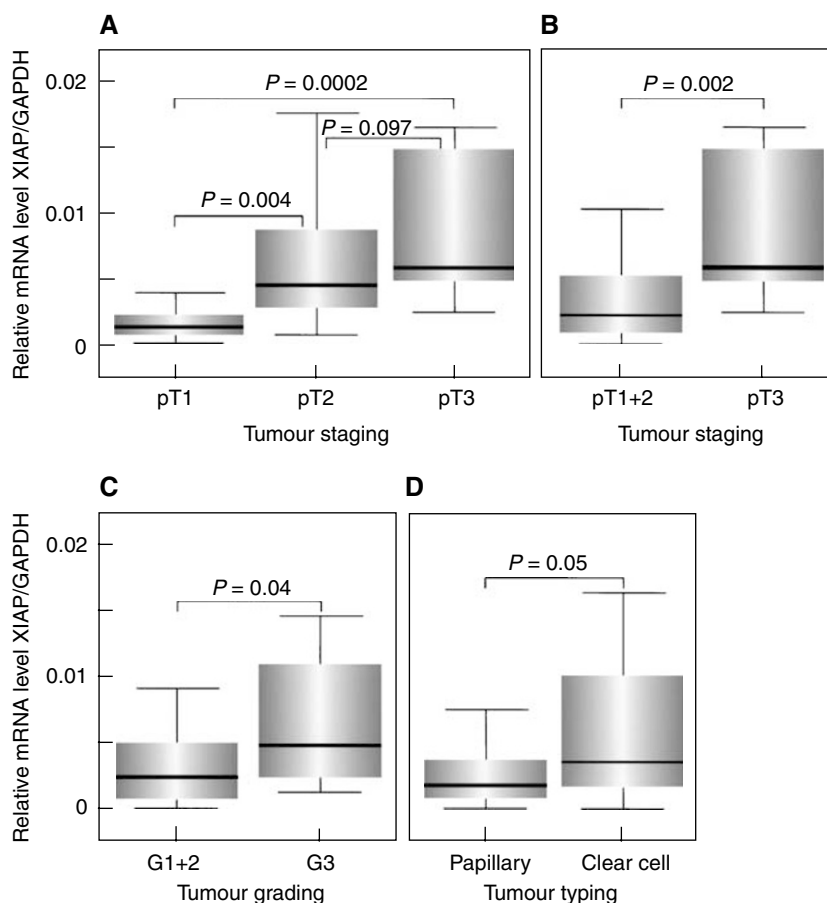 A
Relative mRNA level XIAP/GAPDH
0.02
0.01
0
P = 0.0002
P = 0.097
P = 0.004
pT1 pT2 pT3
Tumour staging
B
P = 0.002
pT1+2 pT3
Tumour staging
C
Relative mRNA level XIAP/GAPDH
0.02
0.01
0
P = 0.04
G1+2 G3
Tumour grading
D
P = 0.05
Papillary Clear cell
Tumour typing